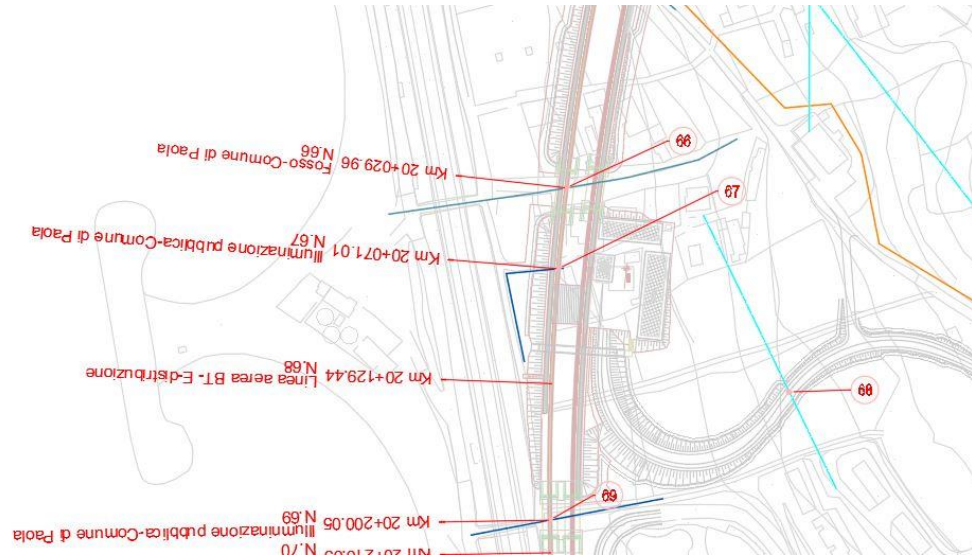 Km 20+029.96 Fosso-Comune di Paola
N.66
66
Km 20+071.01 Illuminazione pubblica-Comune di Paola
N.67
67
Km 20+129.44 Linea aerea BT- E-distribuzione
N.68
68
Km 20+200.05 Illuminazione pubblica-Comune di Paola
N.69
69
Km
N.70